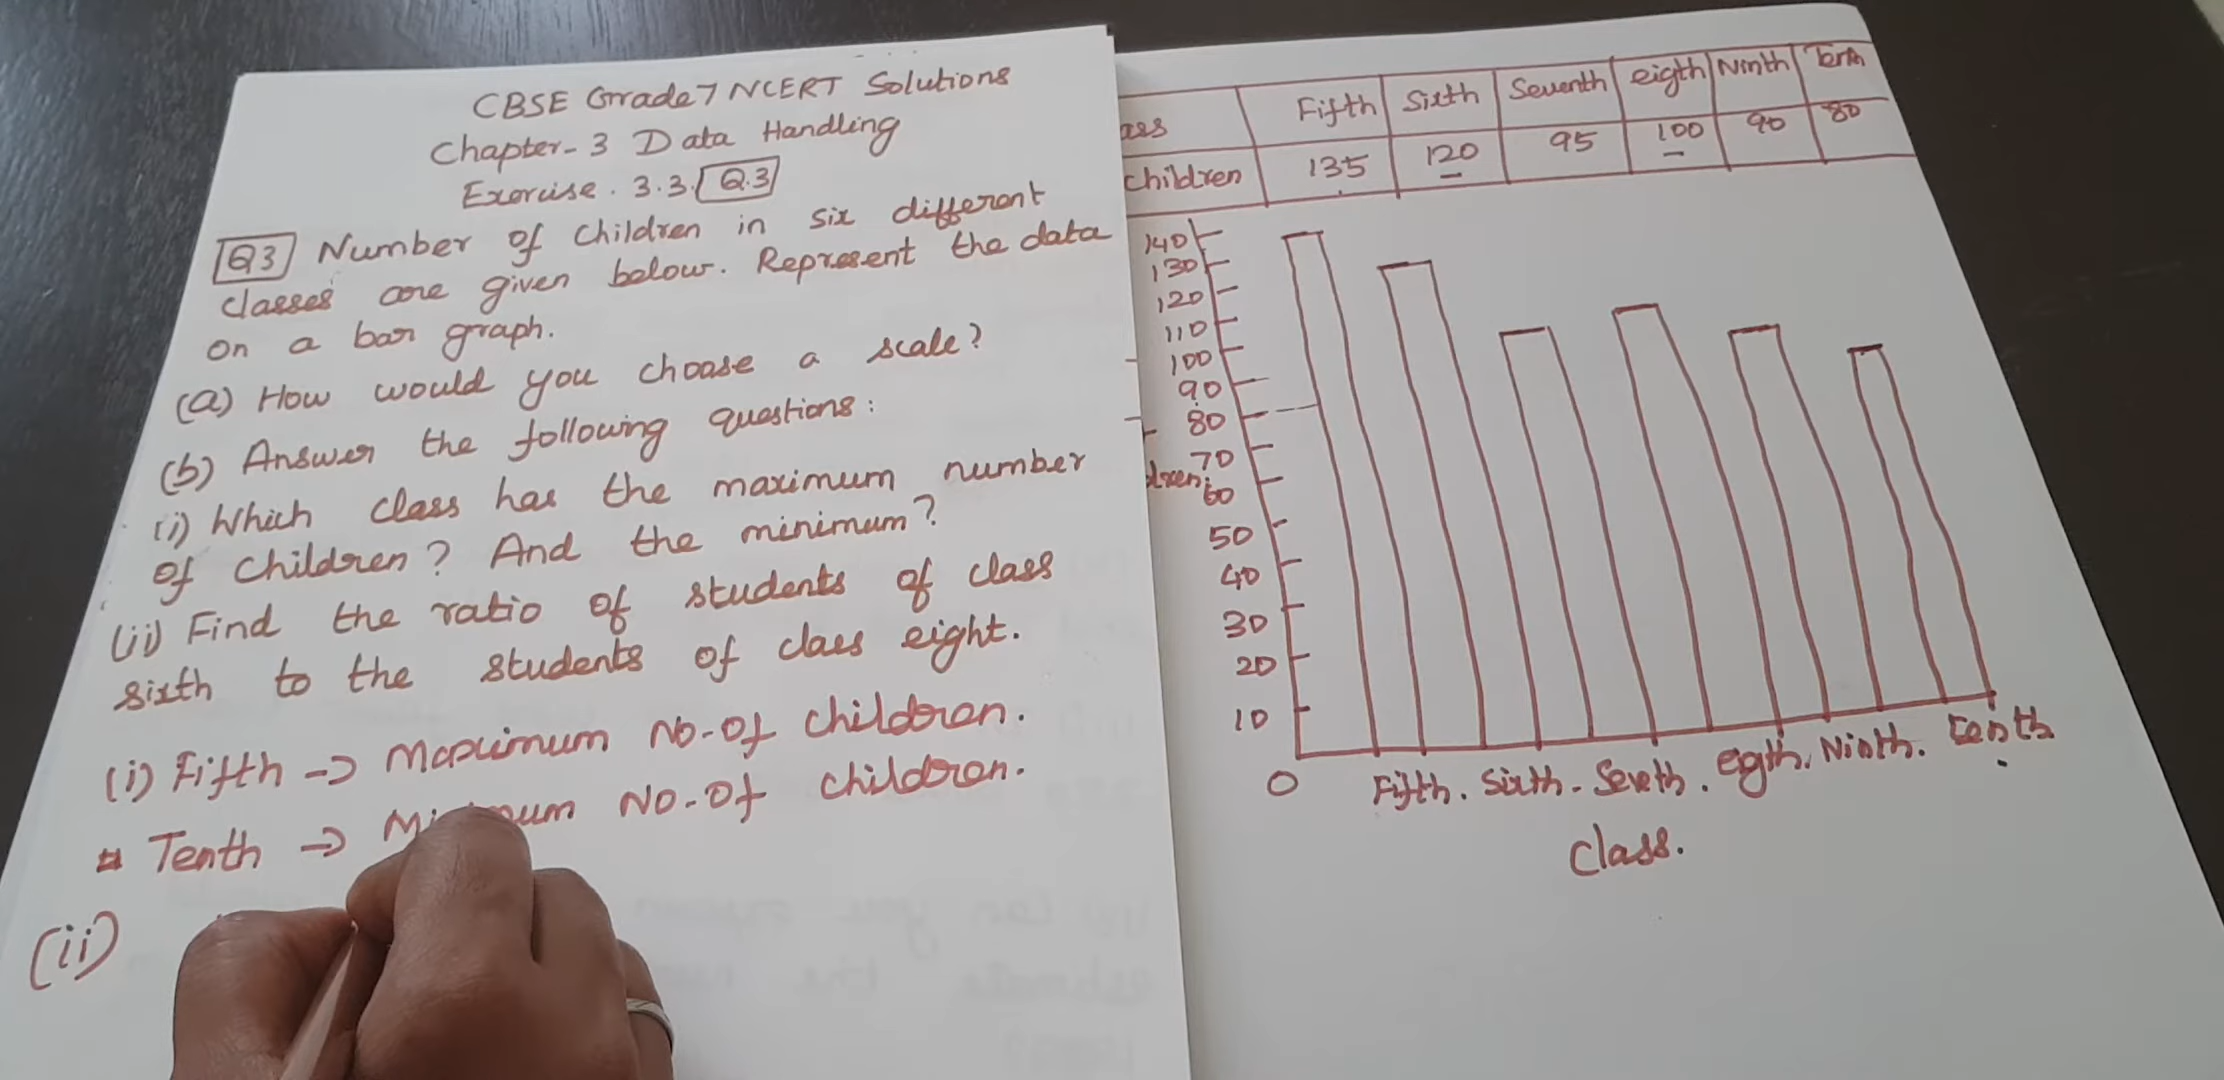 CBSE Grade 7 NCERT Solutions
Chapter-3 Data Handling
Exercise. 3.3. Q.3
Q3 Number of children in six different
classes are given below. Represent the data
on a bar graph.
(a) How would you choose a scale?
(b) Answer the following questions:
(i) Which class has the maximum number
of children? And the minimum?
(ii) Find the ratio of students of class
sixth to the students of class eight.
(i) Fifth -> Maximum No-Of children.
Tenth -> No-Of children.
(ii)
ass Fifth Sixth Seventh eigth Ninth Tenth
children 135 120 95 100 90 80
140
130
120
110
100
90
80
70
dren.
60
50
40
30
20
10
0
Fifth. Sixth - Seveth. egth. Ninth. tenth
Class.